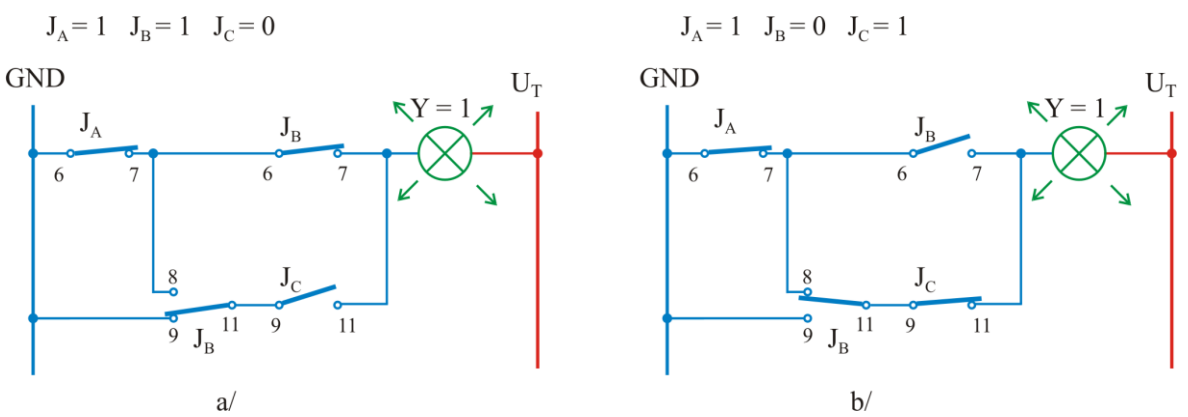 J_A = 1 J_B = 1 J_C = 0
GND
U_T
J_A
J_B
Y = 1
6
7
6
7
8
J_C
9
11
9
11
J_B
a/
J_A = 1 J_B = 0 J_C = 1
GND
U_T
J_A
J_B
Y = 1
6
7
6
7
8
J_C
9
11
9
11
J_B
b/